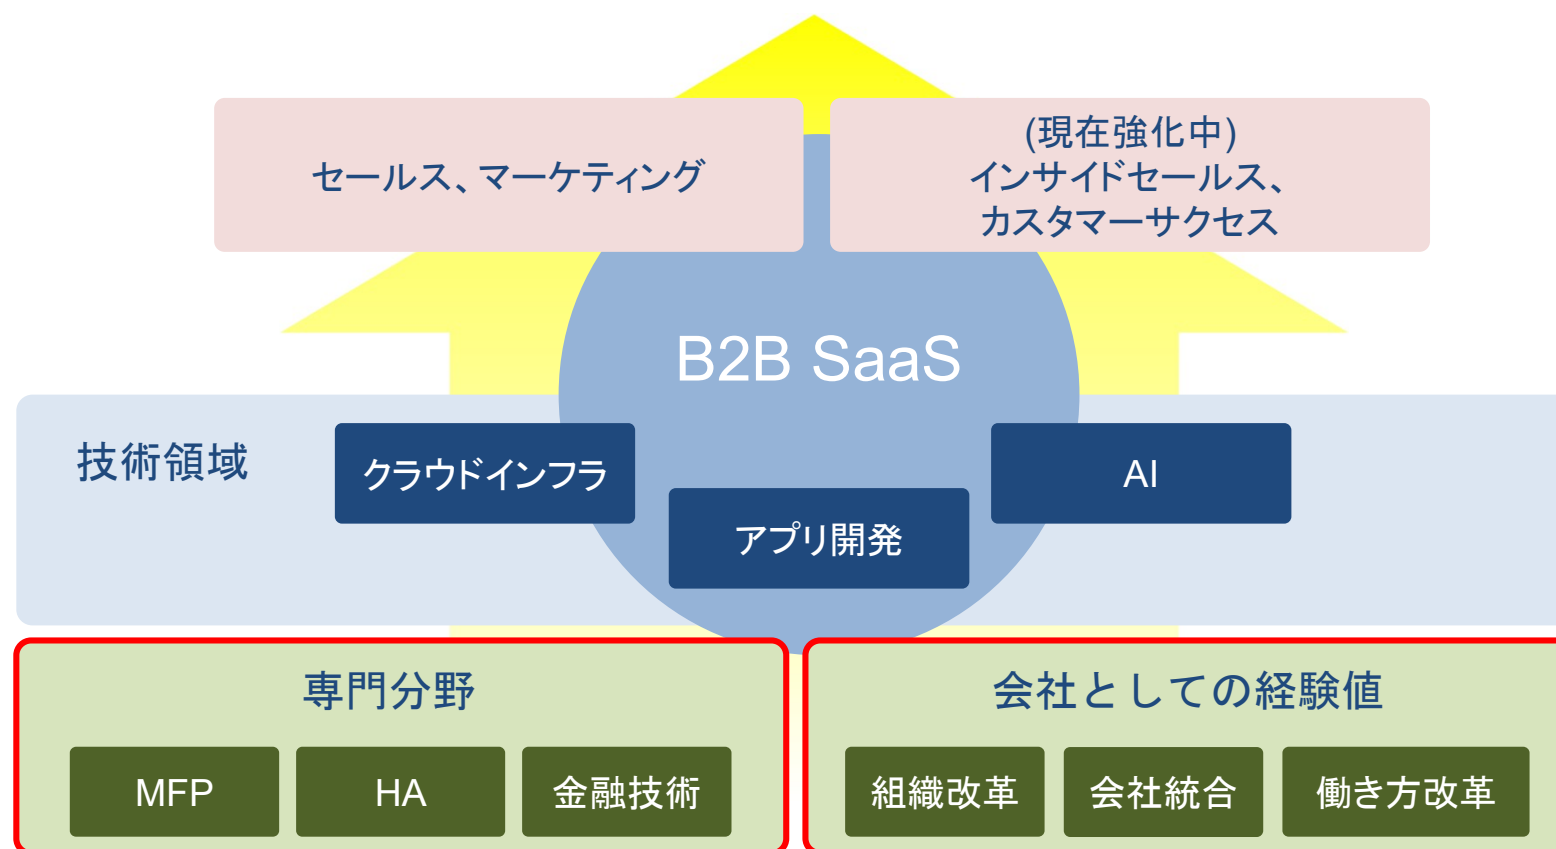 セールス、マーケティング
(現在強化中)
インサイドセールス、
カスタマーサクセス
B2B SaaS
技術領域
クラウドインフラ
アプリ開発
AI
専門分野
MFP
HA
金融技術
会社としての経験値
組織改革
会社統合
働き方改革